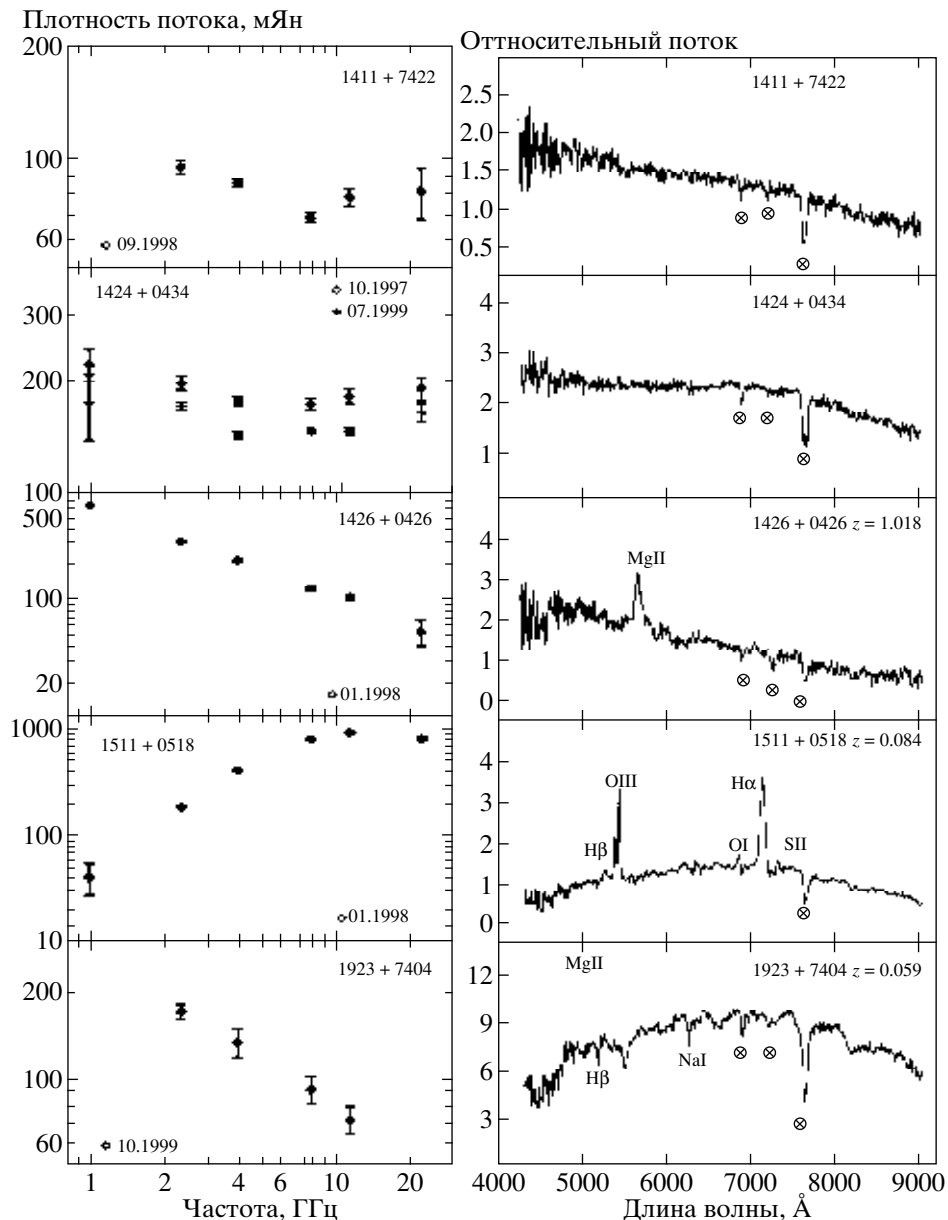 Плотность потока, мЯн
200
100
60
1411 + 7422
09.1998
300
200
100
1424 + 0434
10.1997
07.1999
500
100
20
1426 + 0426
01.1998
1000
100
10
1511 + 0518
01.1998
200
100
60
1923 + 7404
10.1999
1 2 4 6 10 20
Частота, ГГц
Оттносительный поток
2.5
2.0
1.5
1.0
0.5
1411 + 7422
4
3
2
1
1424 + 0434
4
3
2
1
0
1426 + 0426 z = 1.018
MgII
4
3
2
1
0
1511 + 0518 z = 0.084
OIII
Hα
Hβ
OI
SII
12
9
6
3
MgII
1923 + 7404 z = 0.059
Hβ
NaI
4000 5000 6000 7000 8000 9000
Длина волны, Å